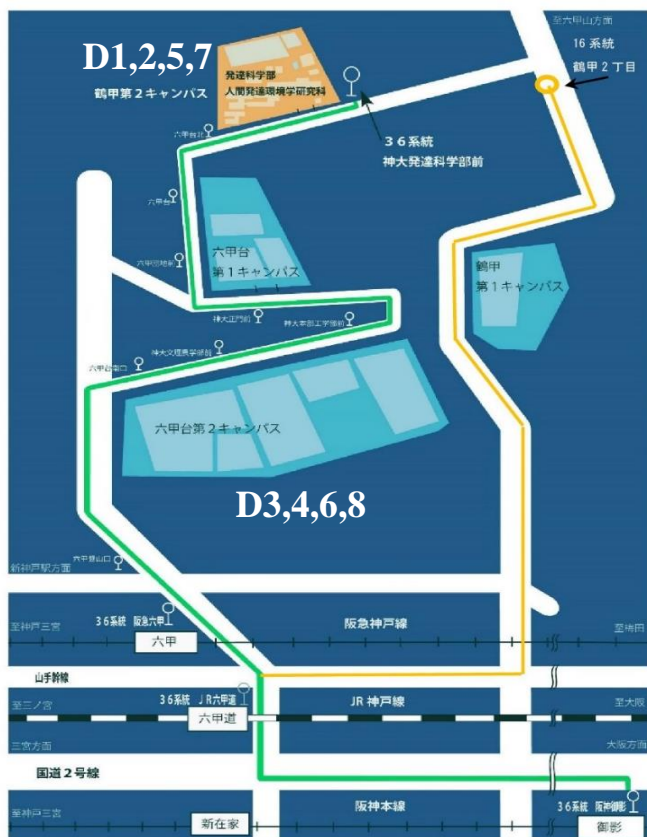 至六甲山方面
16系統
鶴甲2丁目
D1,2,5,7
鶴甲第2キャンパス
発達科学部
人間発達環境学研究科
36系統
神大発達科学部前
六甲台北口
六甲台
六甲台
第1キャンパス
六甲団地前
鶴甲
第1キャンパス
神大正門前
神大本部工学部前
神大文理農学部前
六甲台南口
六甲台第2キャンパス
D3,4,6,8
六甲登山口
新神戸駅方面
36系統 阪急六甲
至神戸三宮
六甲
阪急神戸線
至梅田
山手幹線
36系統 JR六甲道
至三ノ宮
六甲道
JR神戸線
至大阪
三宮方面
大阪方面
国道2号線
36系統 阪神御影
至神戸三宮
新在家
阪神本線
御影